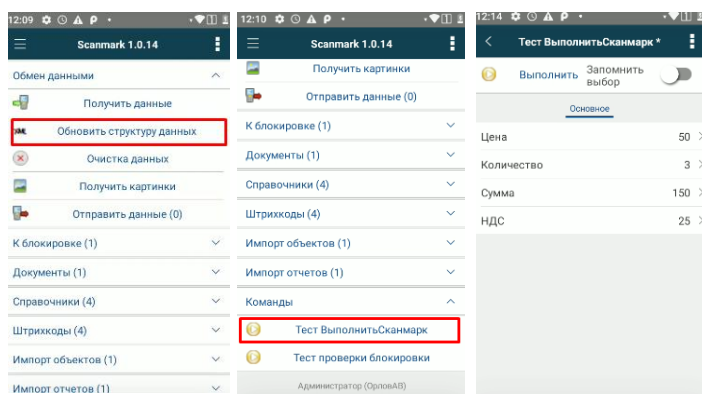 12:09
Scanmark 1.0.14
Обмен данными
Получить данные
Обновить структуру данных
Очистка данных
Получить картинки
Отправить данные (0)
К блокировке (1)
Документы (1)
Справочники (4)
Штрихкоды (4)
Импорт объектов (1)
Импорт отчетов (1)
12:10
Scanmark 1.0.14
Получить картинки
Отправить данные (0)
К блокировке (1)
Документы (1)
Справочники (4)
Штрихкоды (4)
Импорт объектов (1)
Импорт отчетов (1)
Команды
Тест ВыполнитьСканмарк
Тест проверки блокировки
Администратор (ОрловАВ)
12:14
Тест ВыполнитьСканмарк *
Выполнить Запомнить
выбор
Основное
Цена 50
Количество 3
Сумма 150
НДС 25